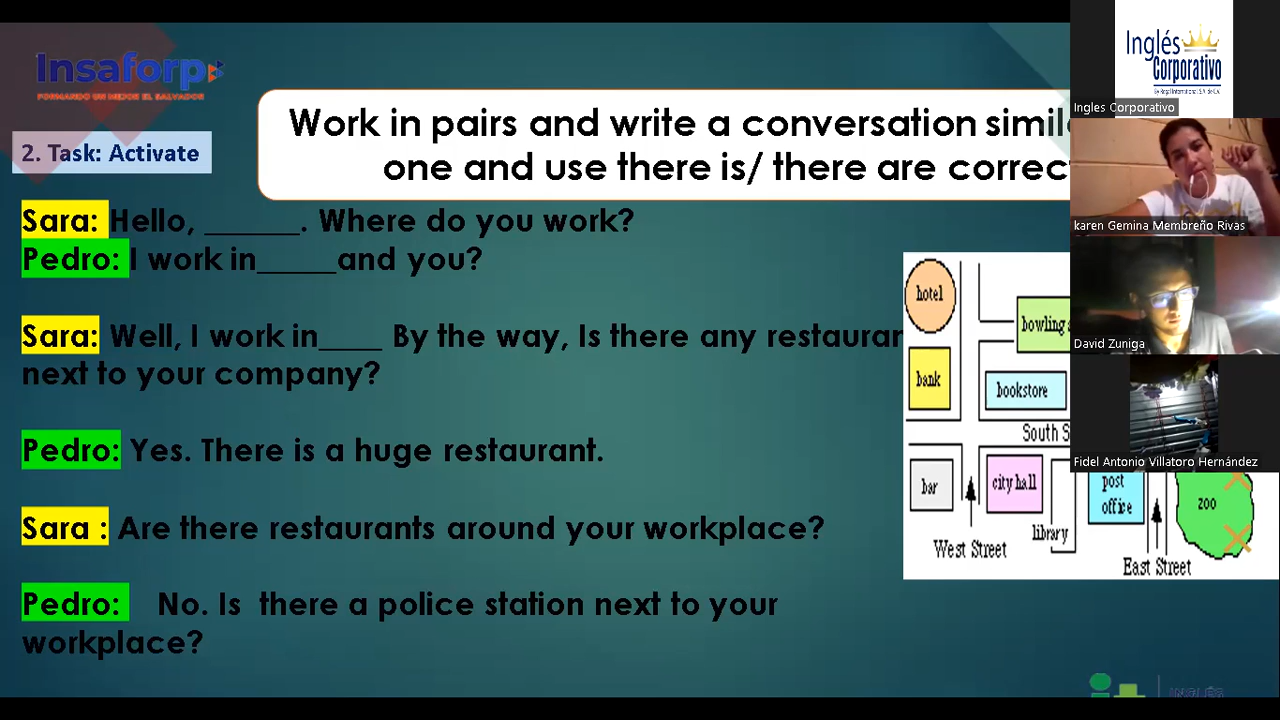 Insaforp
FORMANDO UN MEJOR EL SALVADOR
2. Task: Activate
Work in pairs and write a conversation
one and use there is/ there are
Sara: Hello, ______. Where do you work?
Pedro: I work in_____and you?
Sara: Well, I work in____ By the way, Is there any
next to your company?
Pedro: Yes. There is a huge restaurant.
Sara : Are there restaurants around your workplace?
Pedro: No. Is there a police station next to your
workplace?
hotel
bowling
bank
bookstore
South
bar
city hall
post
office
zoo
library
West Street
East Street
Inglés
Corporativo
Ingles Corporativo
karen Gemina Membreño Rivas
David Zuniga
Fidel Antonio Villatoro Hernández
INGLÉS